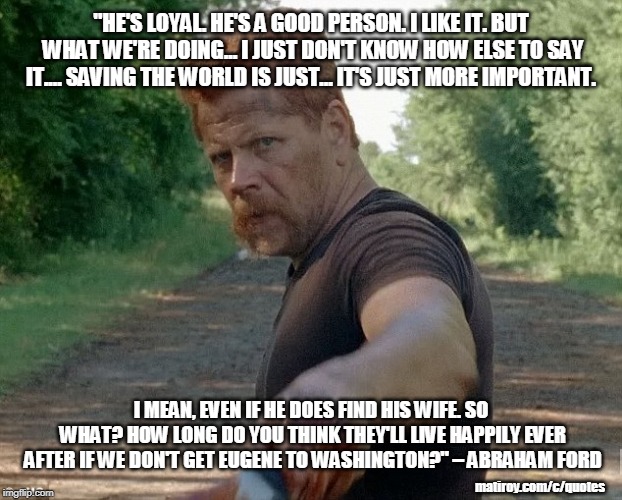 "HE'S LOYAL. HE'S A GOOD PERSON. I LIKE IT. BUT
WHAT WE'RE DOING... I JUST DON'T KNOW HOW ELSE TO SAY
IT.... SAVING THE WORLD IS JUST... IT'S JUST MORE IMPORTANT.
I MEAN, EVEN IF HE DOES FIND HIS WIFE. SO
WHAT? HOW LONG DO YOU THINK THEY'LL LIVE HAPPILY EVER
AFTER IF WE DON'T GET EUGENE TO WASHINGTON?" – ABRAHAM FORD
matiroy.com/c/quotes
imgflip.com